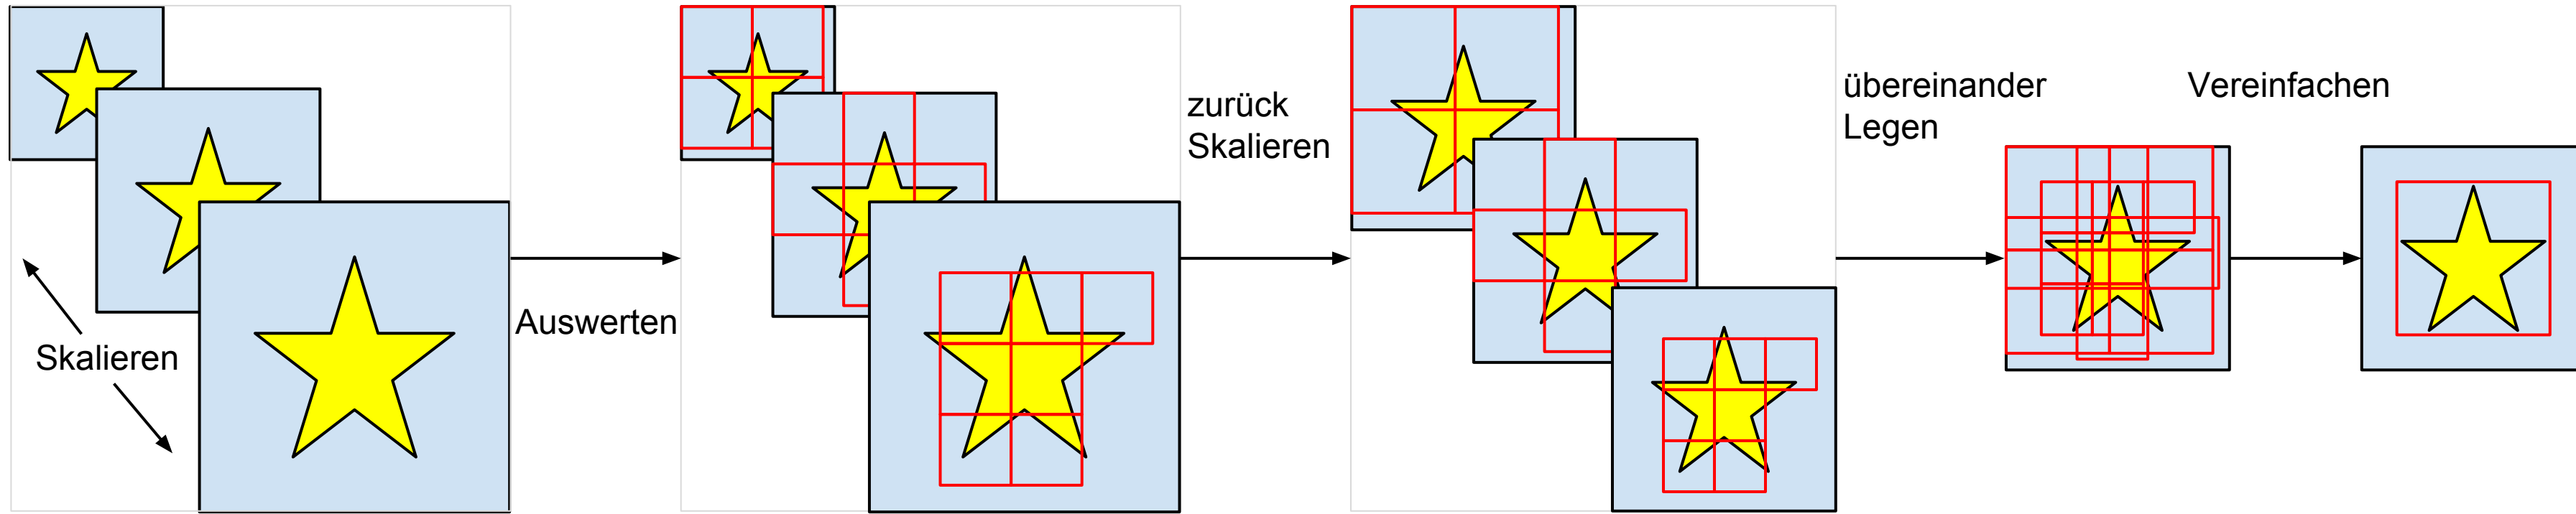 Skalieren
Auswerten
zurück
Skalieren
übereinander
Legen
Vereinfachen